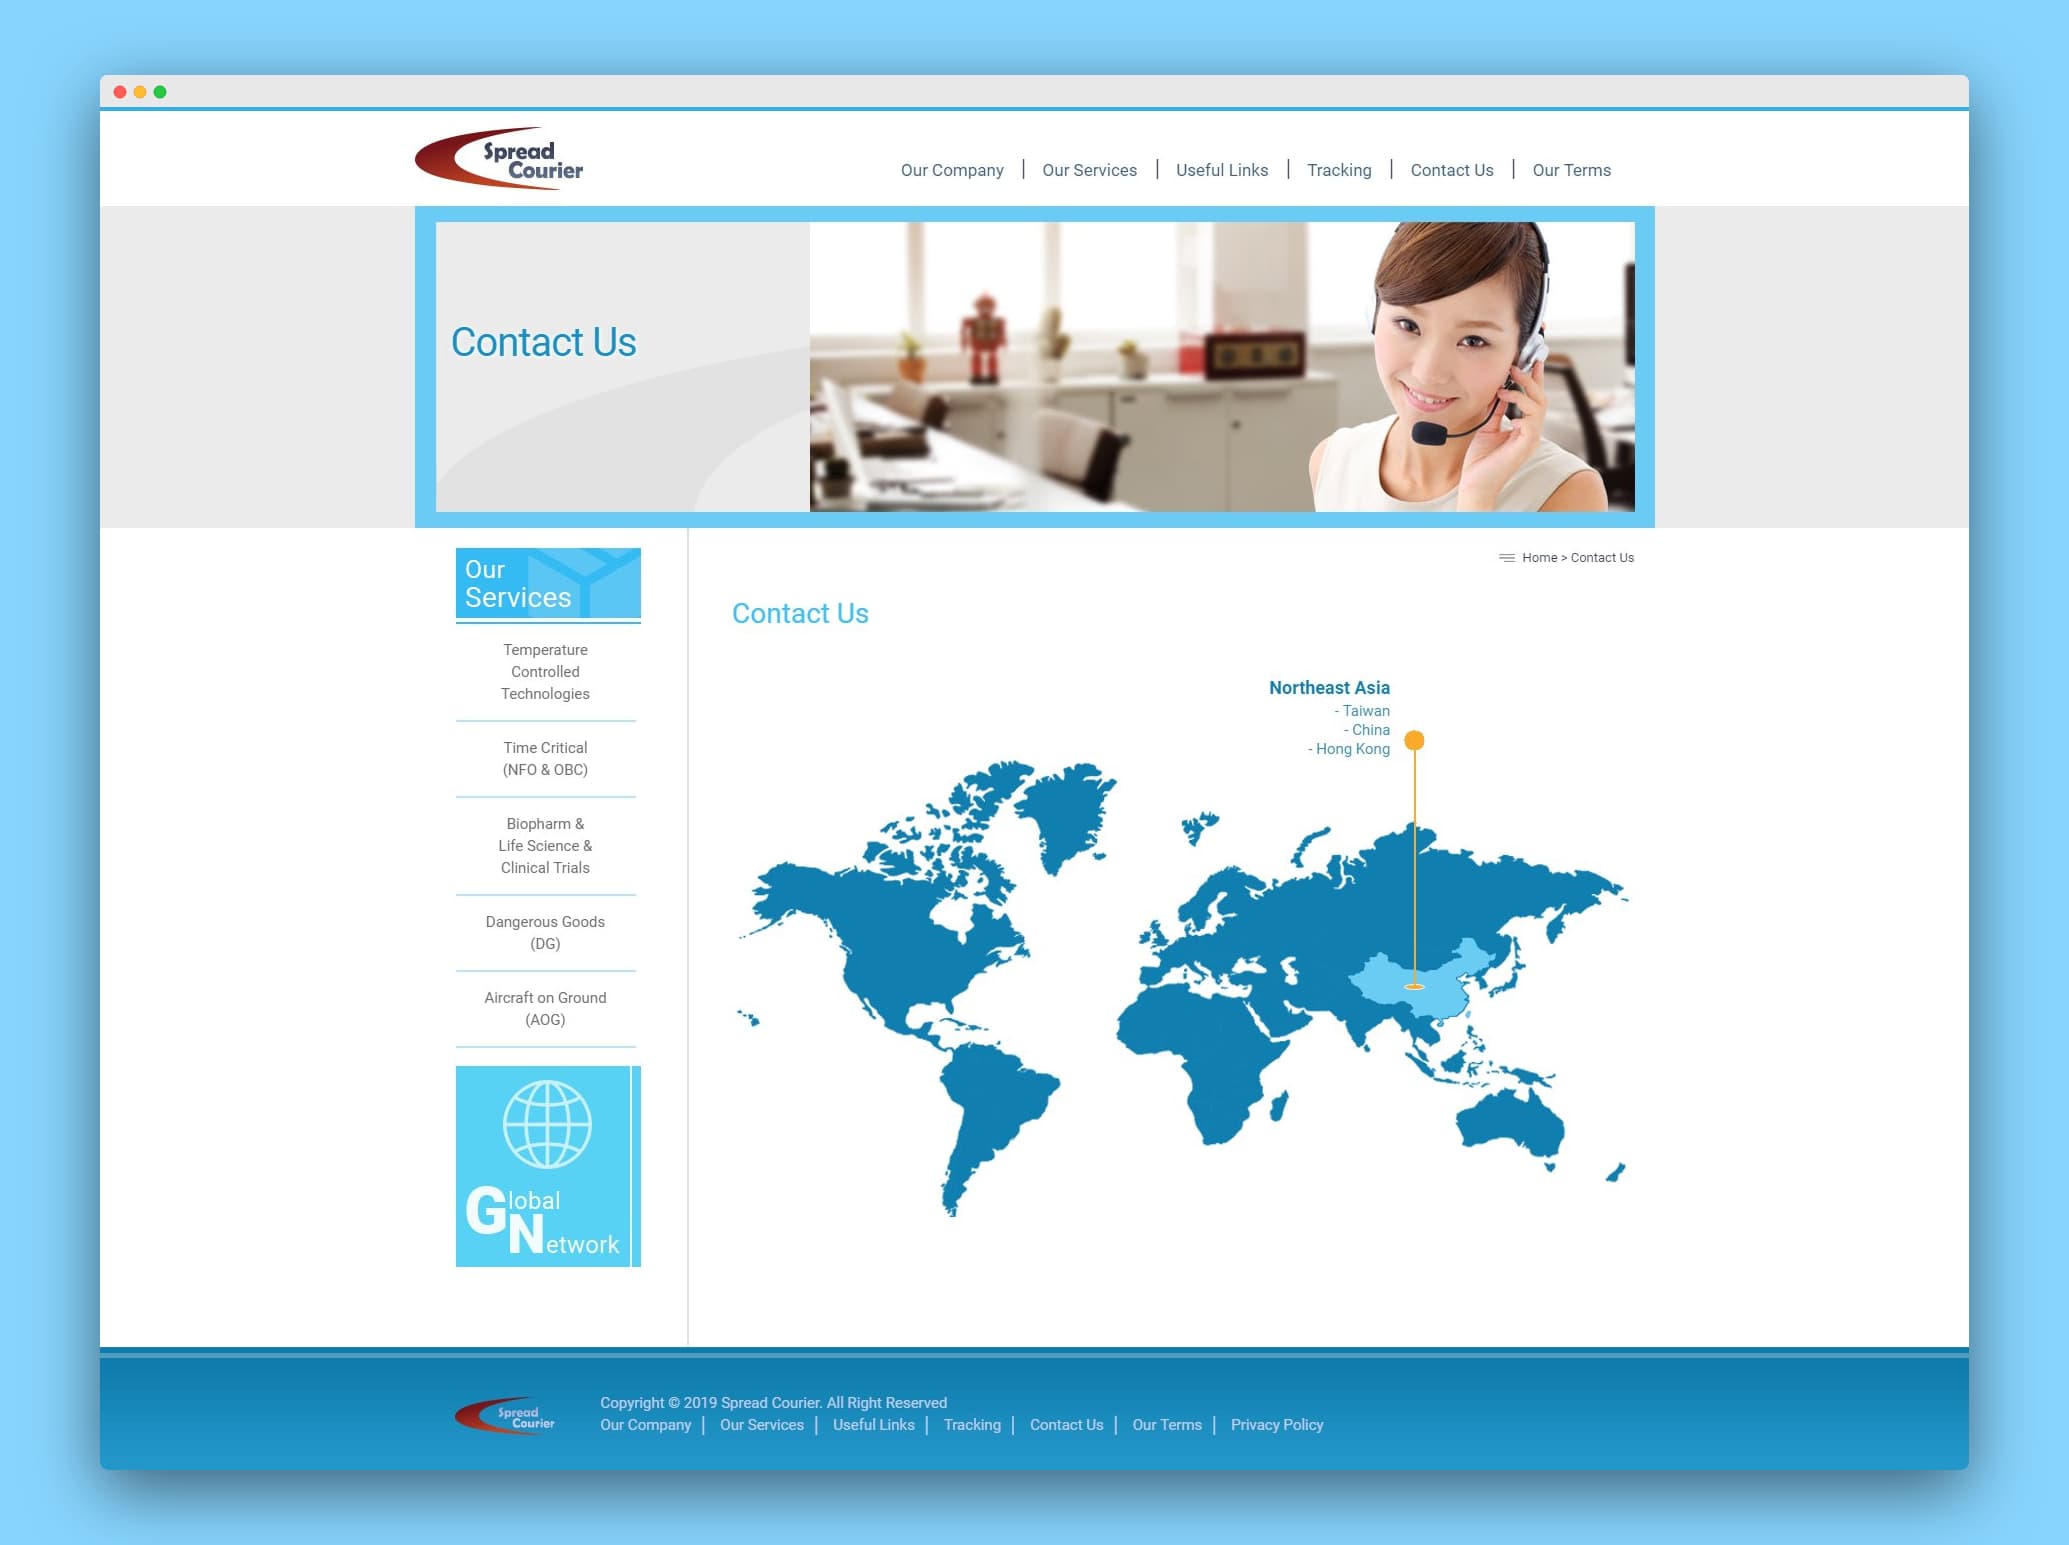 Spread
Courier
Our Company | Our Services | Useful Links | Tracking | Contact Us | Our Terms
Contact Us
Home > Contact Us
Our
Services
Temperature
Controlled
Technologies
Time Critical
(NFO & OBC)
Biopharm &
Life Science &
Clinical Trials
Dangerous Goods
(DG)
Aircraft on Ground
(AOG)
Global
Network
Contact Us
Northeast Asia
- Taiwan
- China
- Hong Kong
Spread
Courier
Copyright © 2019 Spread Courier. All Right Reserved
Our Company | Our Services | Useful Links | Tracking | Contact Us | Our Terms | Privacy Policy